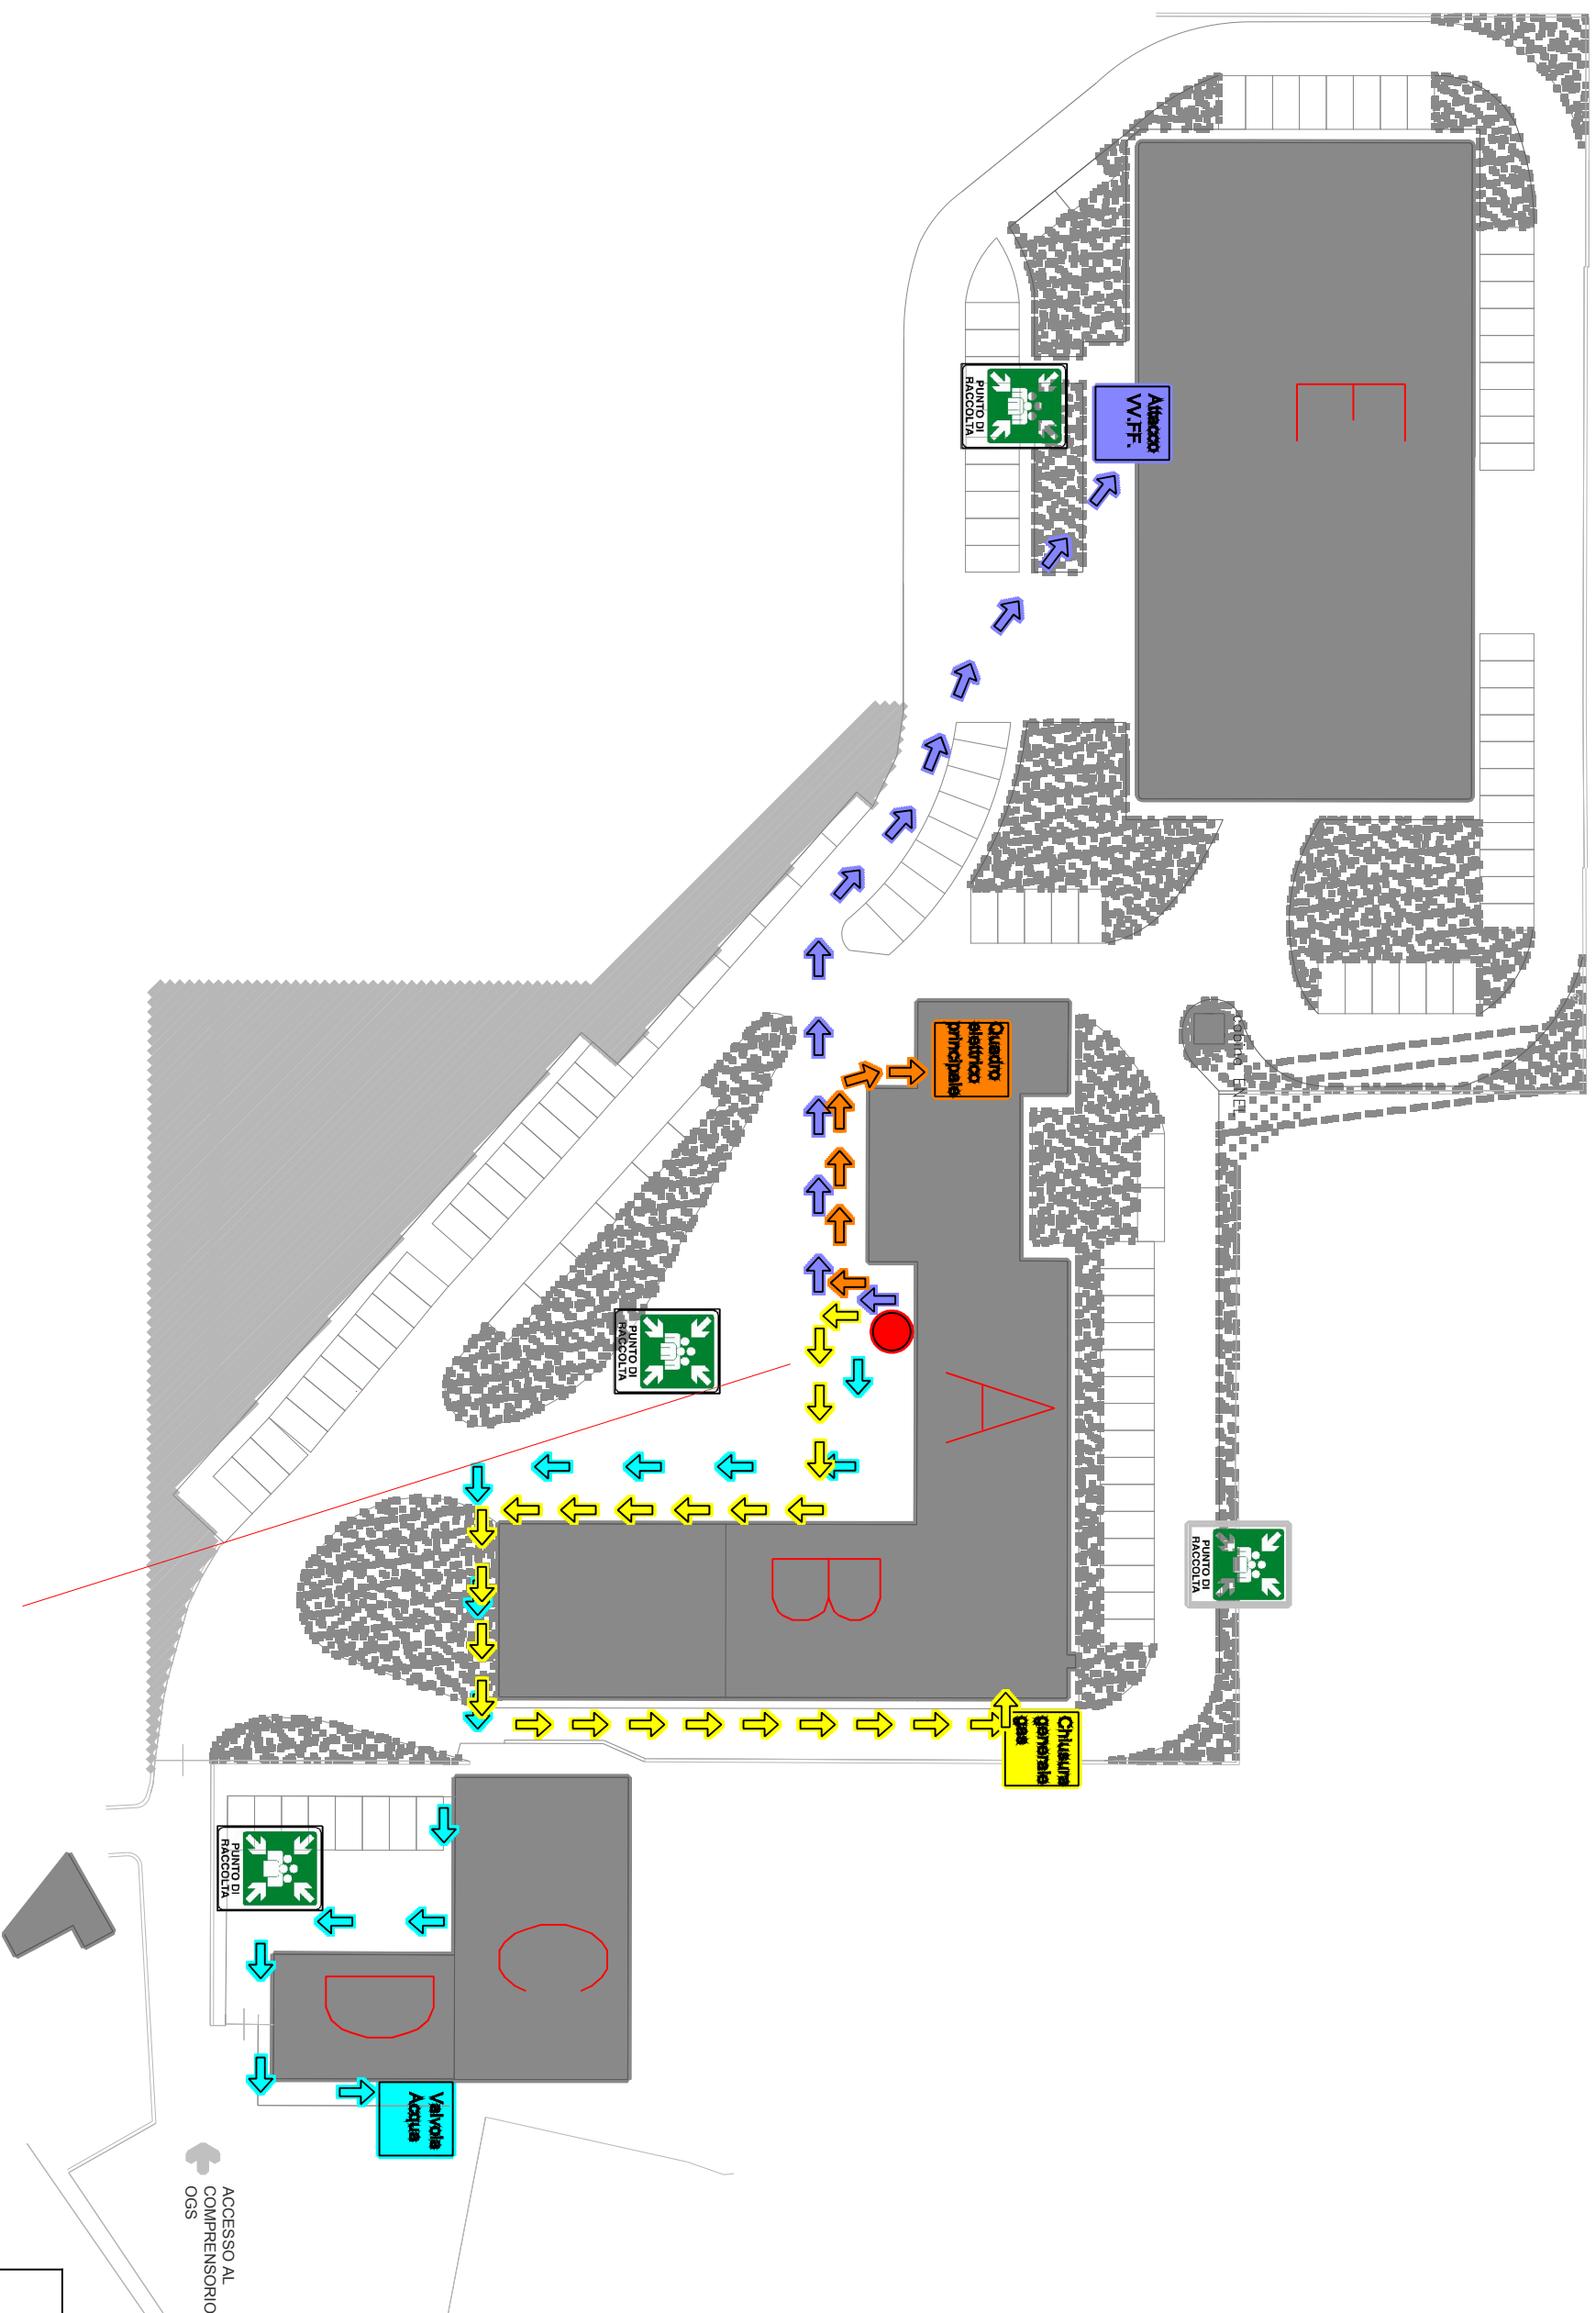 E
Attacco
VV.FF.
PUNTO DI
RACCOLTA
Cabina ENEL
Quadro
elettrico
principale
A
PUNTO DI
RACCOLTA
B
PUNTO DI
RACCOLTA
Chiusura
generale
gas
C
PUNTO DI
RACCOLTA
D
Valvola
Acqua
ACCESSO AL
COMPRENSORIO
OGS